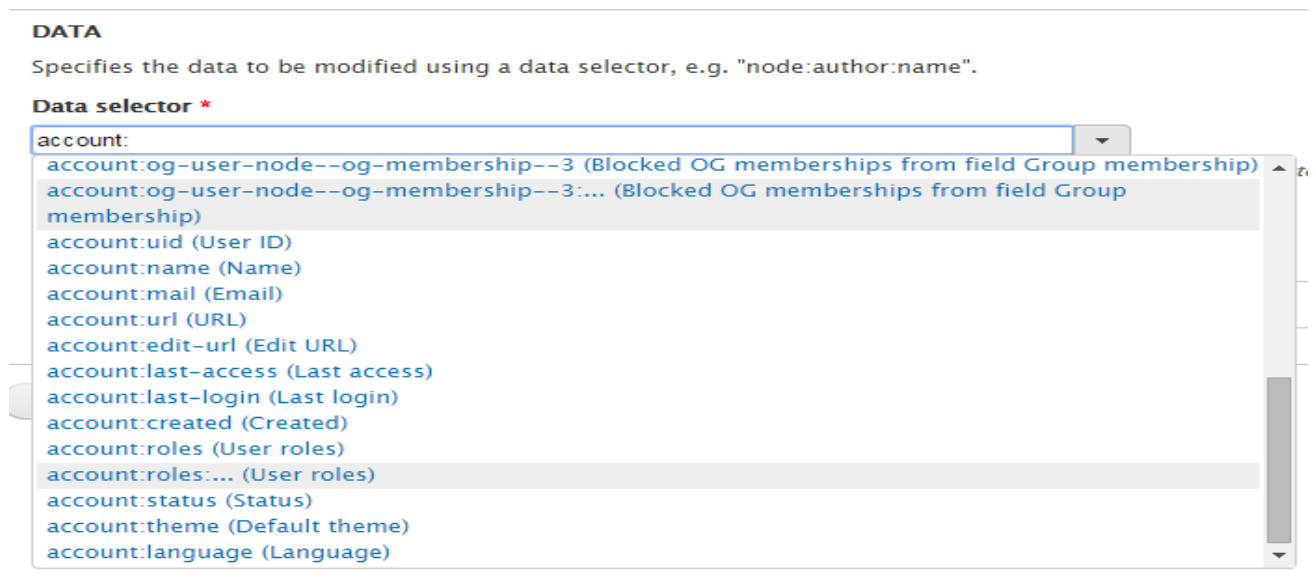 DATA
Specifies the data to be modified using a data selector, e.g. "node:author:name".
Data selector *
account:
account:og-user-node--og-membership--3 (Blocked OG memberships from field Group membership)
account:og-user-node--og-membership--3:... (Blocked OG memberships from field Group
membership)
account:uid (User ID)
account:name (Name)
account:mail (Email)
account:url (URL)
account:edit-url (Edit URL)
account:last-access (Last access)
account:last-login (Last login)
account:created (Created)
account:roles (User roles)
account:roles:... (User roles)
account:status (Status)
account:theme (Default theme)
account:language (Language)